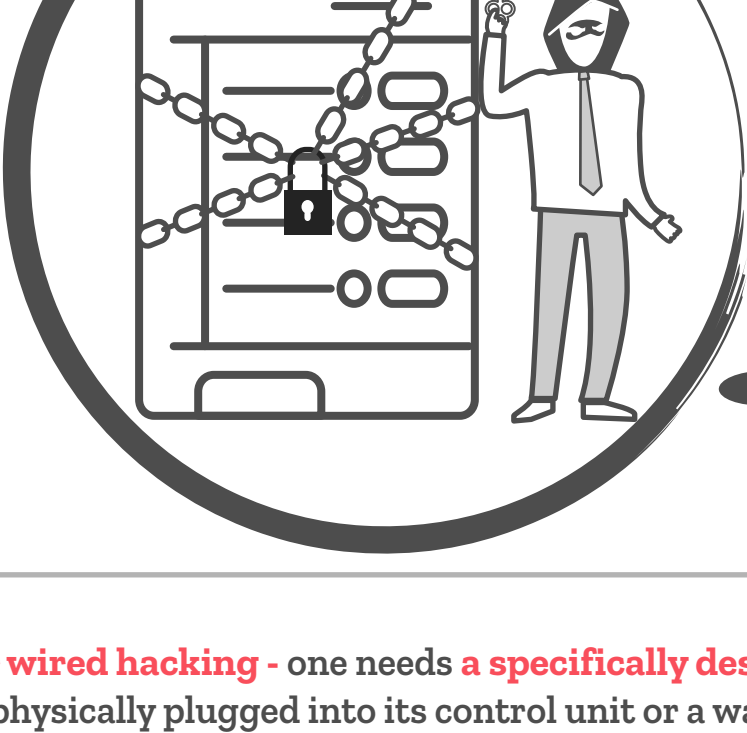 wired hacking - one needs a specifically des
physically plugged into its control unit or a wa